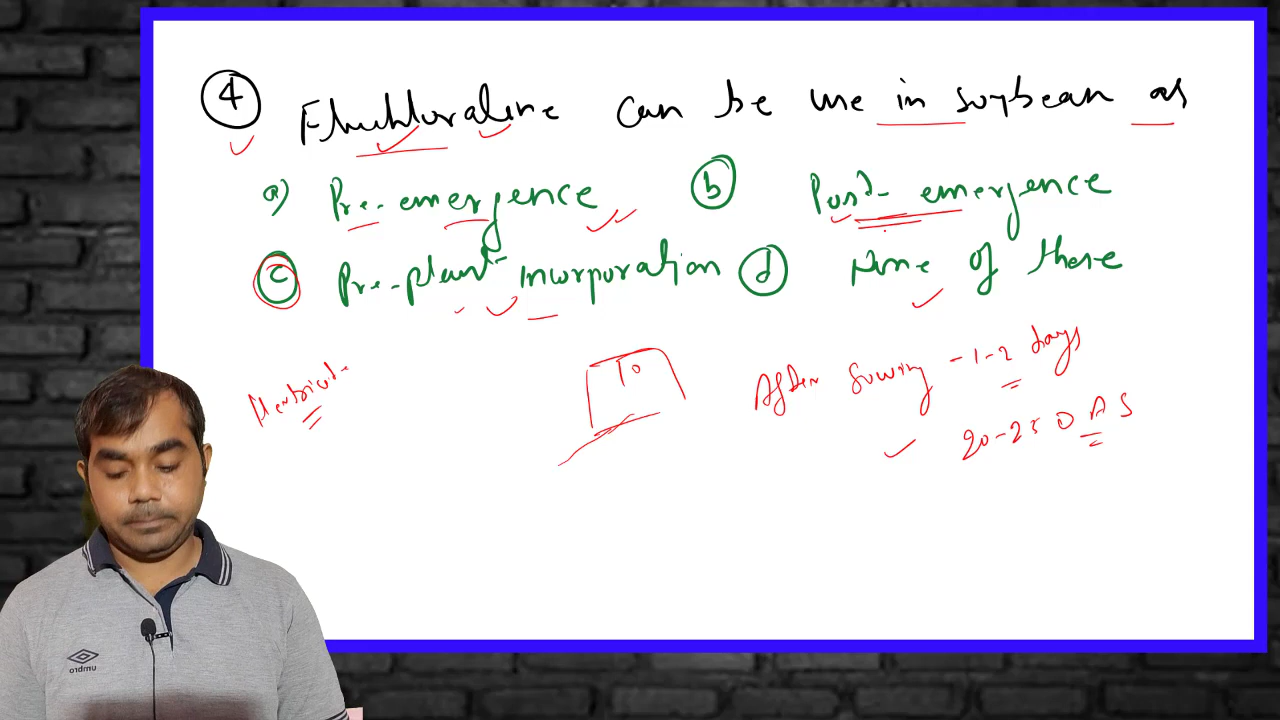 4 Fluchloraline can be use in soybean as
a) Pre-emergence b Post-emergence
c Pre-plant incorporation d None of these
After sowing - 1-2 days
20-25 DAS
umbro